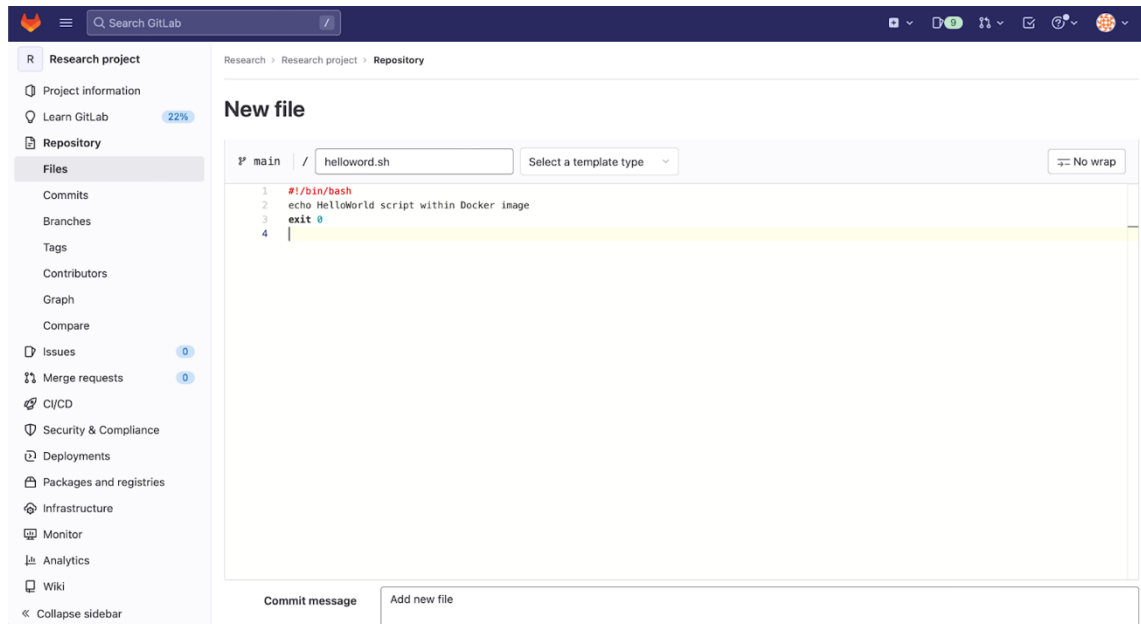 Search GitLab /
9
R Research project
Project information
Learn GitLab 22%
Repository
Files
Commits
Branches
Tags
Contributors
Graph
Compare
Issues 0
Merge requests 0
CI/CD
Security & Compliance
Deployments
Packages and registries
Infrastructure
Monitor
Analytics
Wiki
« Collapse sidebar
Research > Research project > Repository
New file
main / helloword.sh Select a template type No wrap
1 #!/bin/bash
2 echo HelloWorld script within Docker image
3 exit 0
4
Commit message Add new file